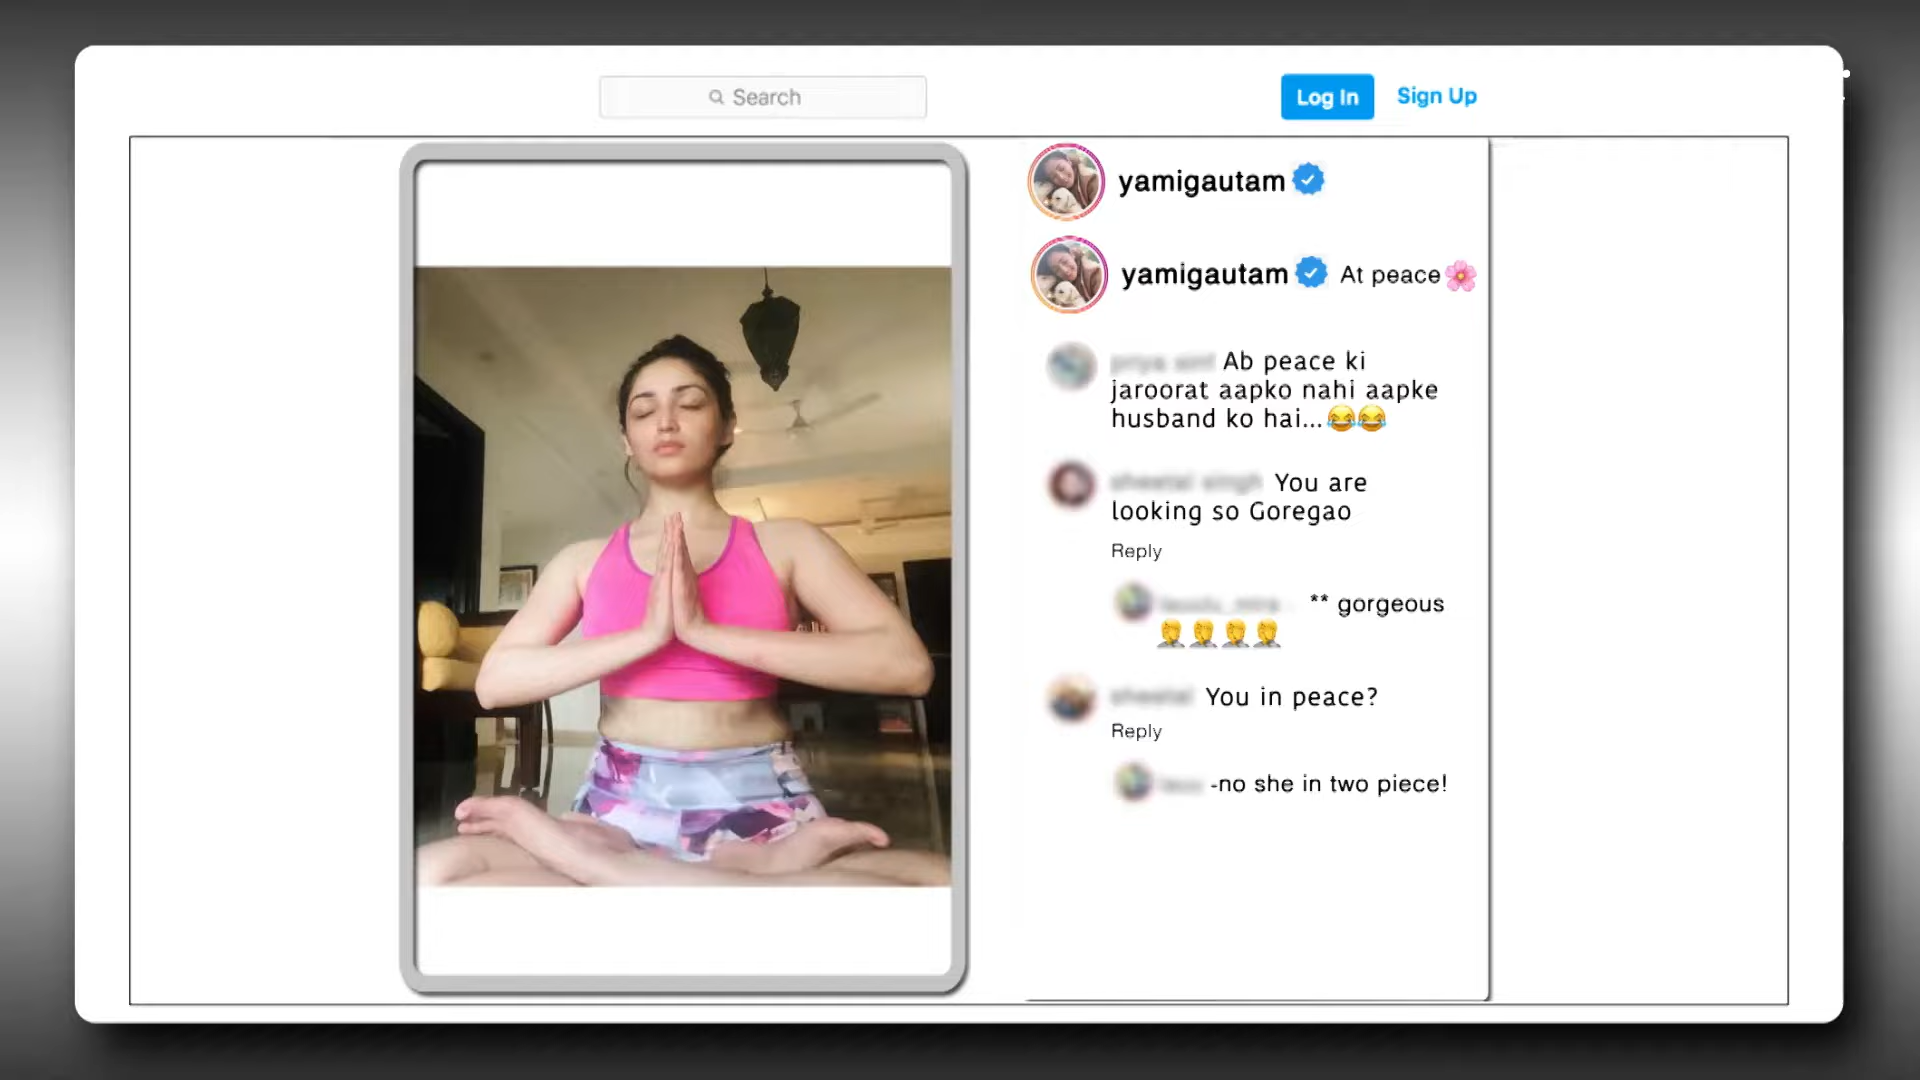 Search
Log In
Sign Up
yamigautam
yamigautam At peace🌸
Ab peace ki
jaroorat aapko nahi aapke
husband ko hai...😂😂
You are
looking so Goregao
Reply
** gorgeous
🤦🤦🤦🤦
You in peace?
Reply
-no she in two piece!